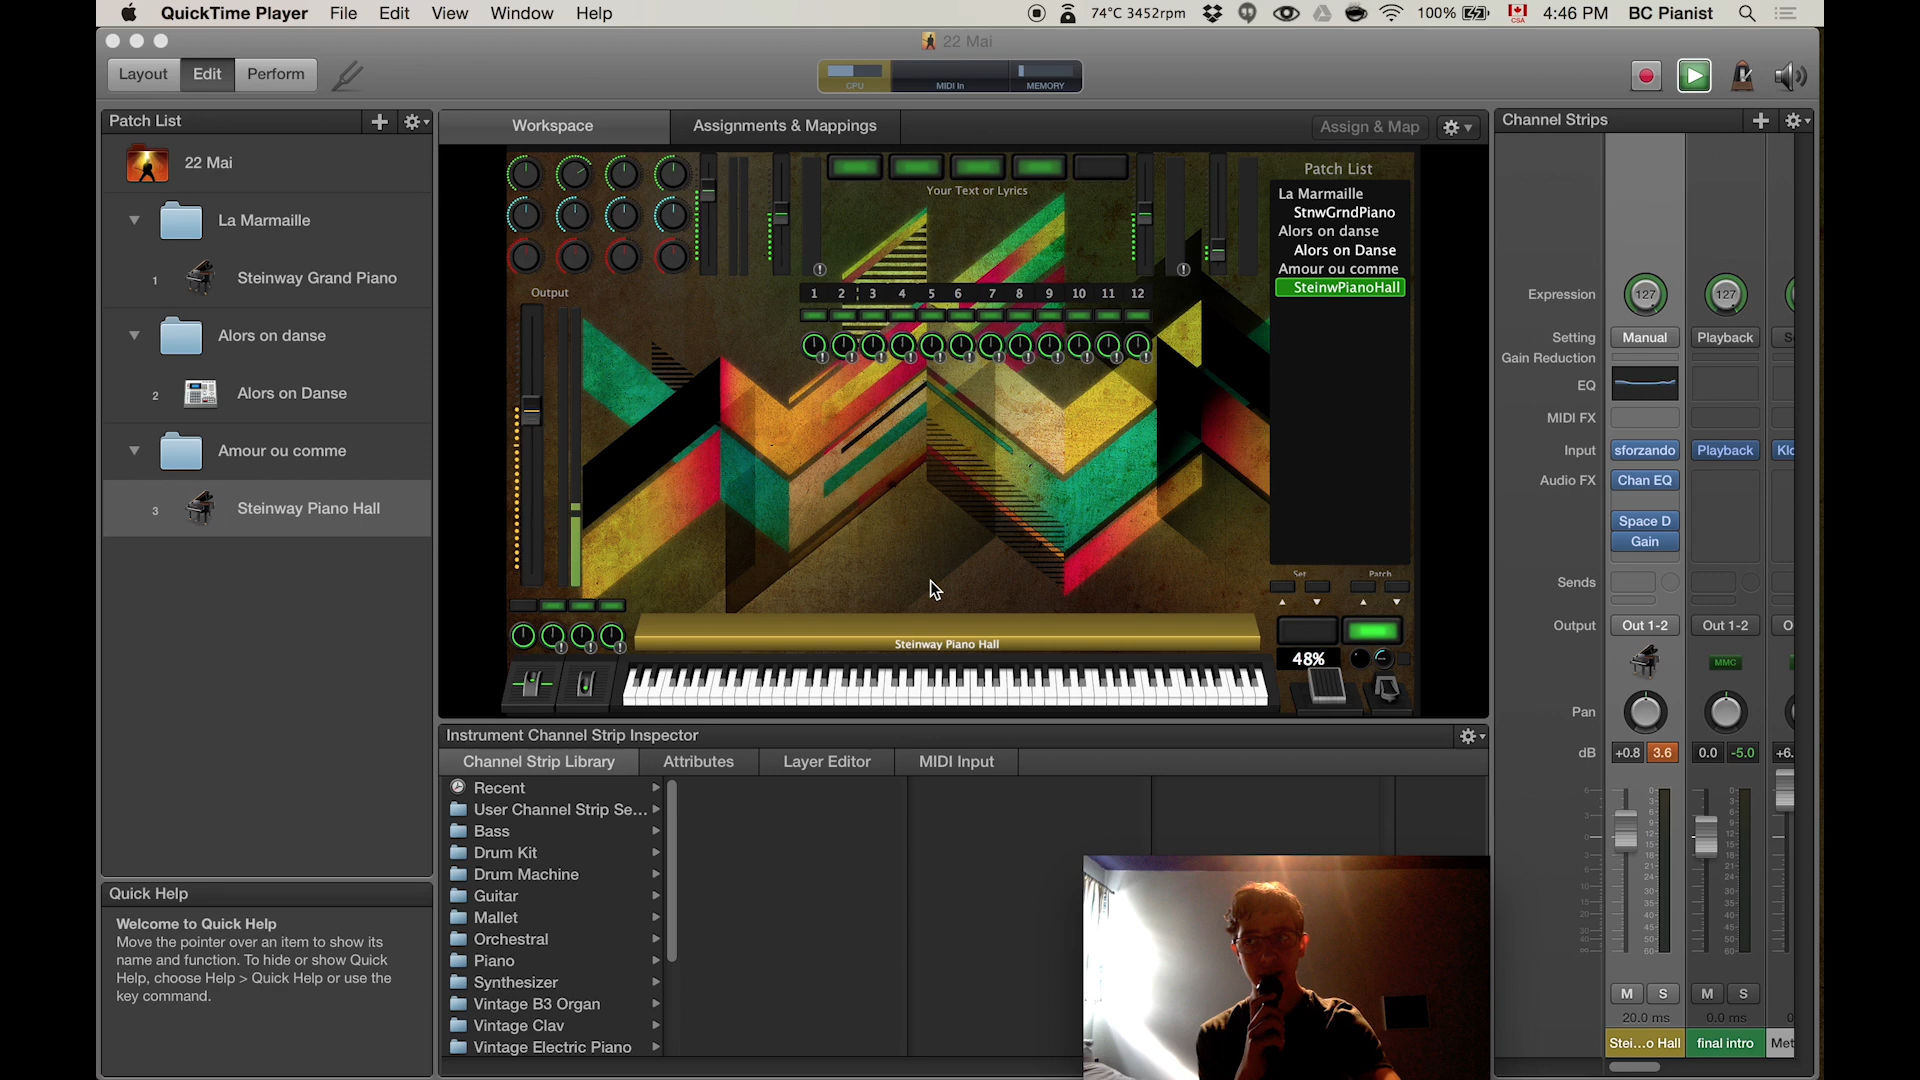 QuickTime Player File Edit View Window Help
74°C 3452rpm 100% CSA 4:46 PM BC Pianist
22 Mai
Layout Edit Perform
CPU MIDI In MEMORY
Patch List
22 Mai
La Marmaille
1 Steinway Grand Piano
Alors on danse
2 Alors on Danse
Amour ou comme
3 Steinway Piano Hall
Quick Help
Welcome to Quick Help
Move the pointer over an item to show its
name and function. To hide or show Quick
Help, choose Help > Quick Help or use the
key command.
Workspace Assignments & Mappings Assign & Map
Your Text or Lyrics
Output
1 2 3 4 5 6 7 8 9 10 11 12
Patch List
La Marmaille
StnwGrndPiano
Alors on danse
Alors on Danse
Amour ou comme
SteinwPianoHall
Set Patch
48%
Steinway Piano Hall
Instrument Channel Strip Inspector
Channel Strip Library Attributes Layer Editor MIDI Input
Recent
User Channel Strip Se...
Bass
Drum Kit
Drum Machine
Guitar
Mallet
Orchestral
Piano
Synthesizer
Vintage B3 Organ
Vintage Clav
Vintage Electric Piano
Channel Strips
Expression 127 127
Setting Manual Playback
Gain Reduction
EQ
MIDI FX
Input sforzando Playback Klo
Audio FX Chan EQ
Space D
Gain
Sends
Output Out 1-2 Out 1-2 O
MMC
Pan
dB +0.8 3.6 0.0 -5.0 +6.
M S M S
20.0 ms 0.0 ms 0
Stei...o Hall final intro Met